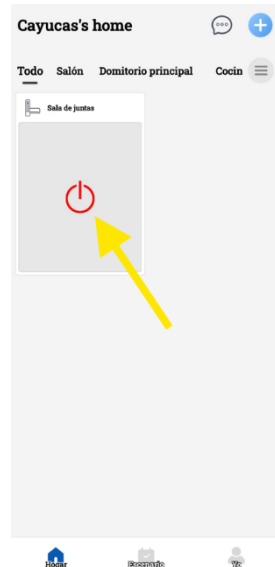 Cayucas's home
Todo Salón Domitorio principal Cocin
Sala de juntas
Hogar Escenario Yo